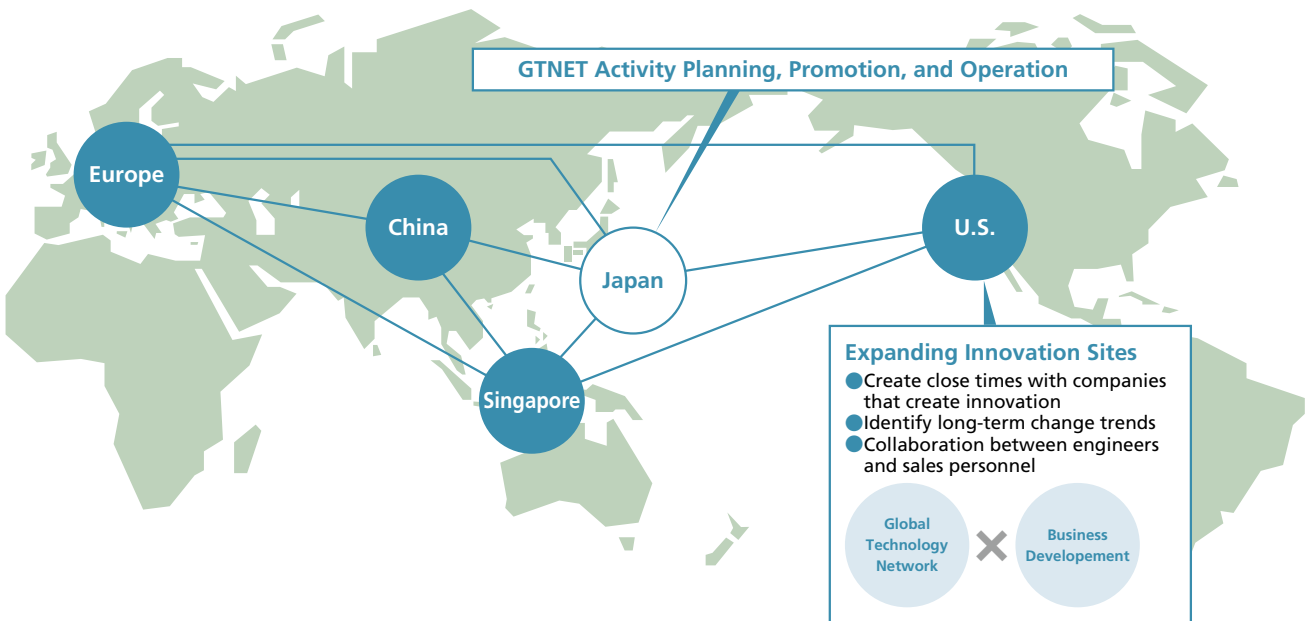 GTNET Activity Planning, Promotion, and Operation
Europe
China
Japan
U.S.
Singapore
Expanding Innovation Sites
●Create close times with companies
that create innovation
●Identify long-term change trends
●Collaboration between engineers
and sales personnel
Global
Technology
Network
×
Business
Developement